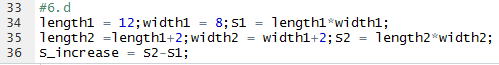 33 #6.d
34 length1 = 12;width1 = 8;S1 = length1*width1;
35 length2 =length1+2;width2 = width1+2;S2 = length2*width2;
36 S_increase = S2-S1;